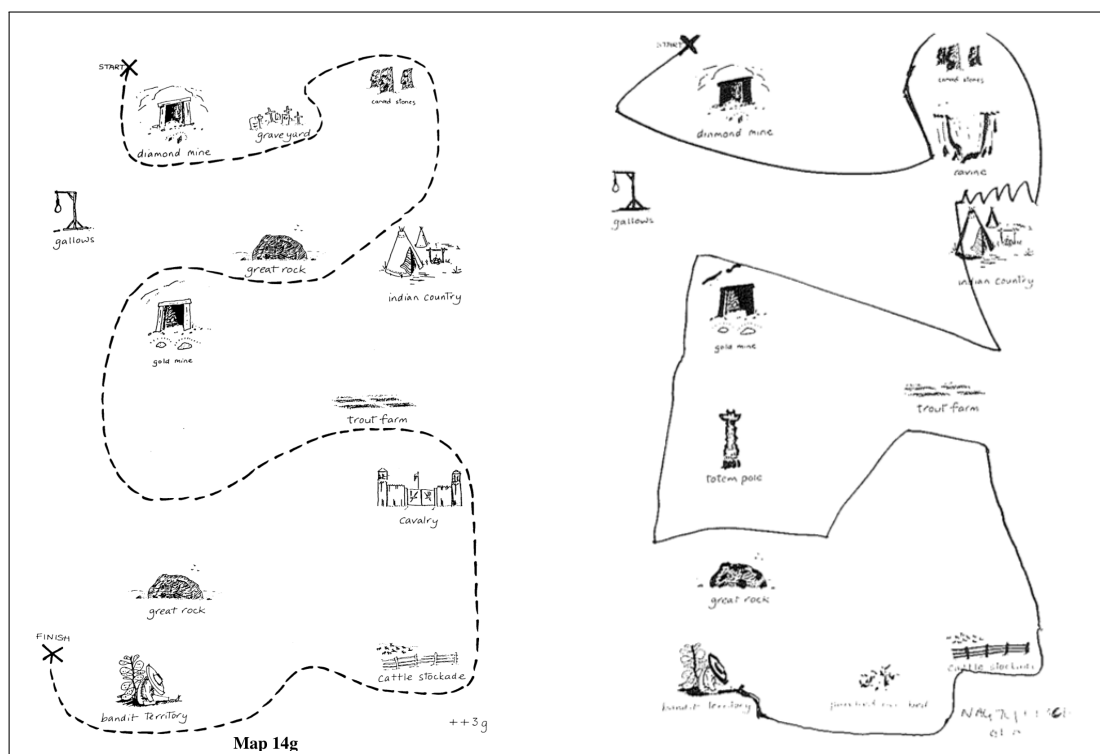 START
diamond mine
graveyard
carved stones
gallows
great rock
indian country
gold mine
trout farm
cavalry
great rock
FINISH
bandit territory
cattle stockade
++3g
Map 14g
START
diamond mine
carved stones
ravine
gallows
indian country
gold mine
trout farm
totem pole
great rock
cattle stockade
bandit territory